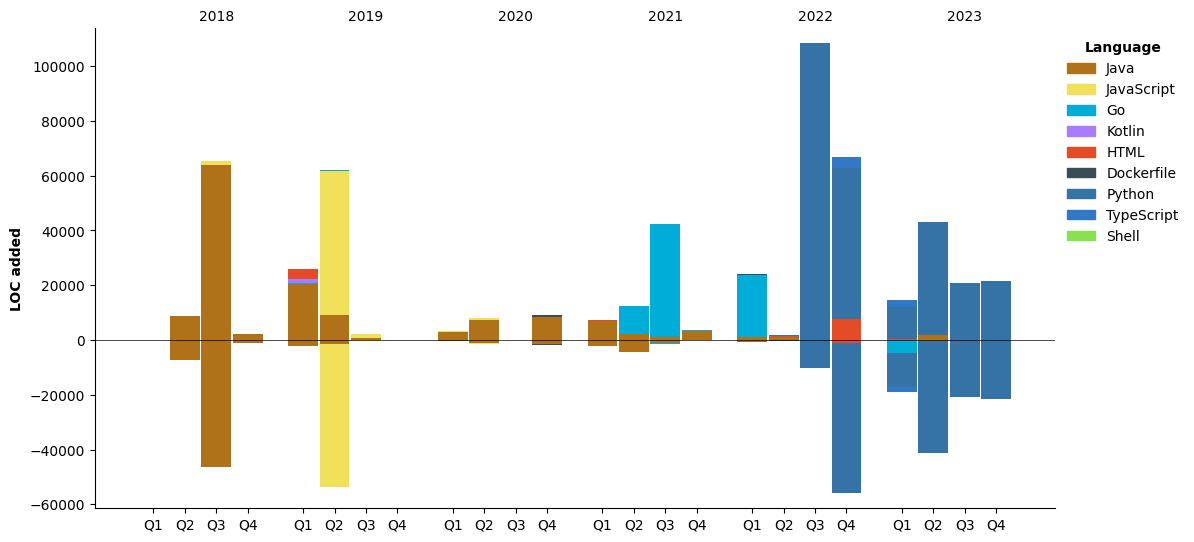 2018 2019 2020 2021 2022 2023
LOC added
100000
80000
60000
40000
20000
0
−20000
−40000
−60000
Q1 Q2 Q3 Q4 Q1 Q2 Q3 Q4 Q1 Q2 Q3 Q4 Q1 Q2 Q3 Q4 Q1 Q2 Q3 Q4 Q1 Q2 Q3 Q4
Language
Java
JavaScript
Go
Kotlin
HTML
Dockerfile
Python
TypeScript
Shell